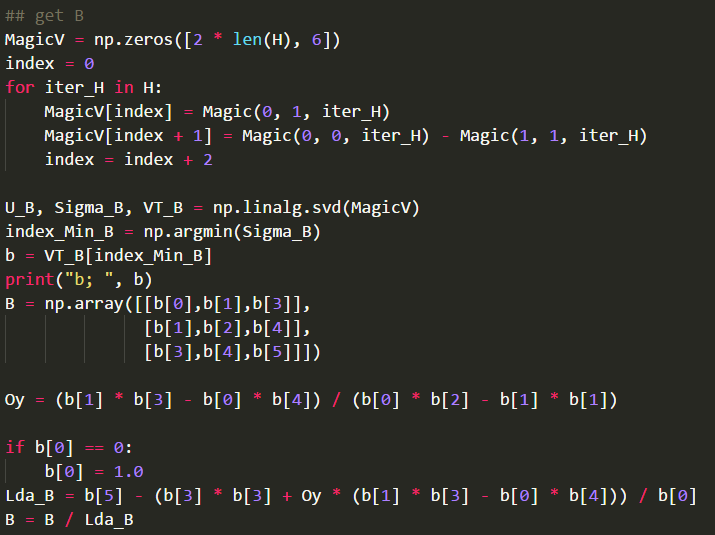 ## get B
MagicV = np.zeros([2 * len(H), 6])
index = 0
for iter_H in H:
    MagicV[index] = Magic(0, 1, iter_H)
    MagicV[index + 1] = Magic(0, 0, iter_H) - Magic(1, 1, iter_H)
    index = index + 2

U_B, Sigma_B, VT_B = np.linalg.svd(MagicV)
index_Min_B = np.argmin(Sigma_B)
b = VT_B[index_Min_B]
print("b; ", b)
B = np.array([[b[0],b[1],b[3]],
              [b[1],b[2],b[4]],
              [b[3],b[4],b[5]]])

Oy = (b[1] * b[3] - b[0] * b[4]) / (b[0] * b[2] - b[1] * b[1])

if b[0] == 0:
    b[0] = 1.0
Lda_B = b[5] - (b[3] * b[3] + Oy * (b[1] * b[3] - b[0] * b[4])) / b[0]
B = B / Lda_B